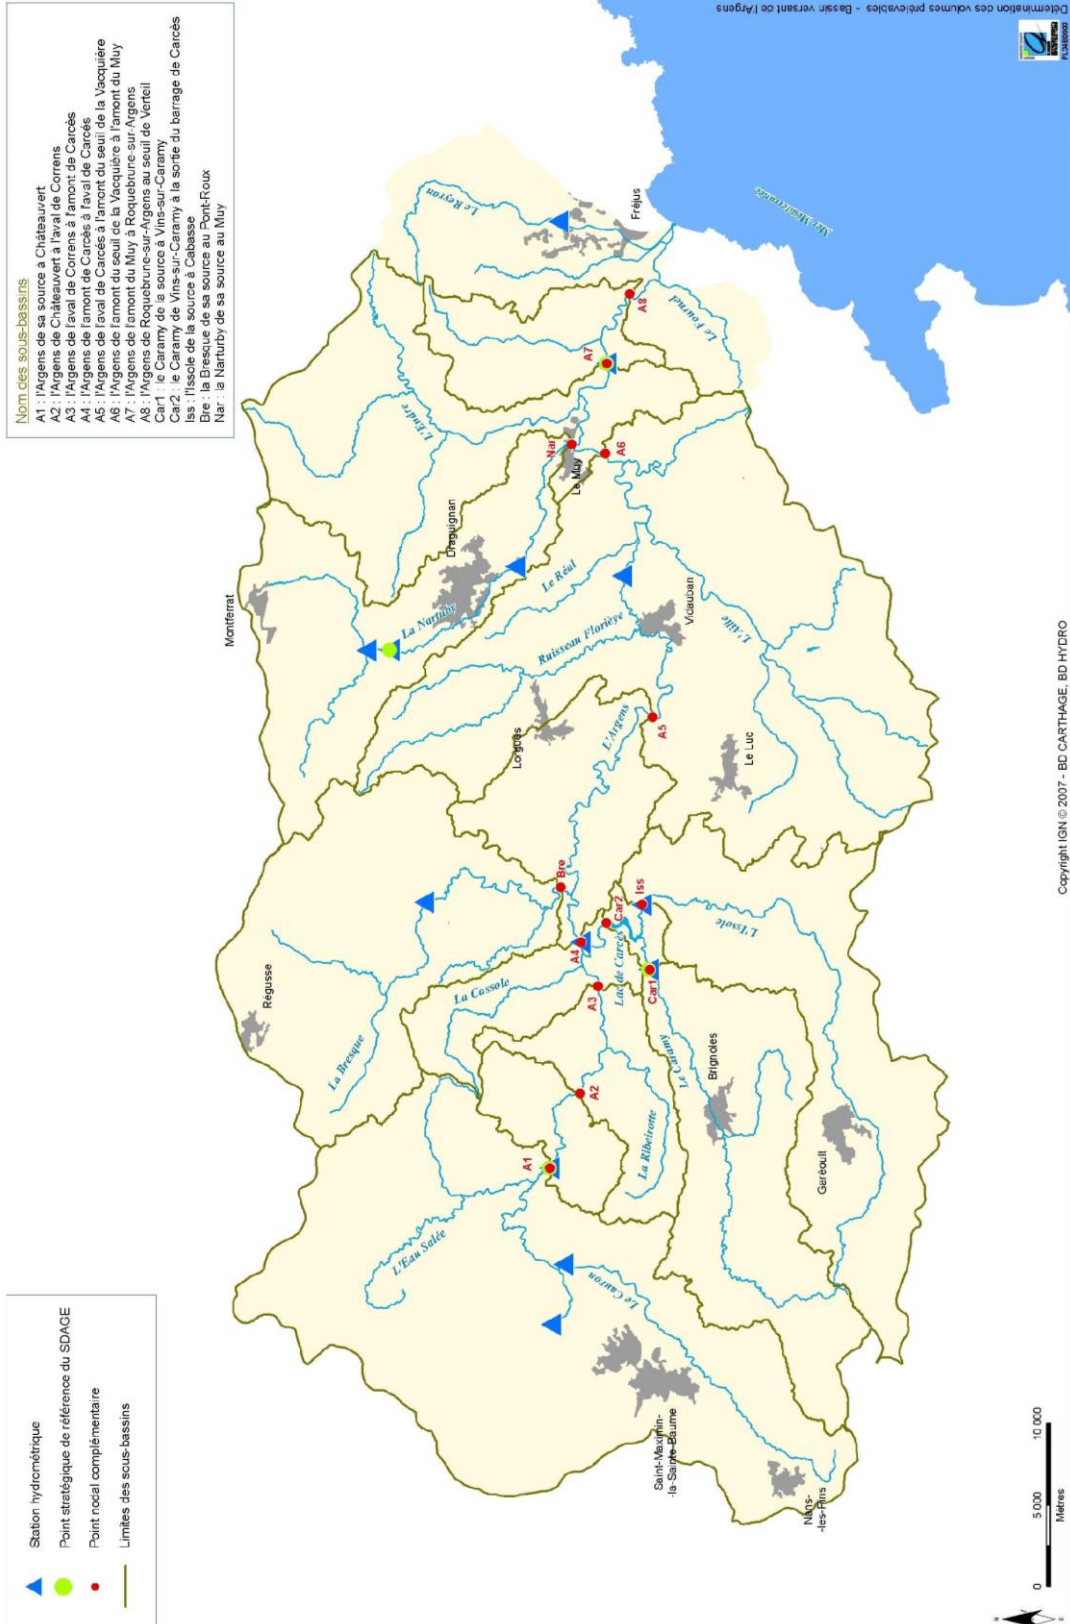 Station hydrométrique
Point stratégique de référence du SDAGE
Point nodal complémentaire
Limites des sous-bassins
Nom des sous-bassins
A1 : l'Argens de sa source à Châteauvert
A2 : l'Argens de Châteauvert à l'aval de Correns
A3 : l'Argens de l'aval de Correns à l'amont de Carcès
A4 : l'Argens de l'amont de Carcès à l'aval de Carcés
A5 : l'Argens de l'aval de Carcés à l'amont du seuil de la Vacquière
A6 : l'Argens de l'amont du seuil de la Vacquière à l'amont du Muy
A7 : l'Argens de l'amont du Muy à Roquebrune-sur-Argens
A8 : l'Argens de Roquebrune-sur-Argens au seuil de Verteil
Car1 : le Caramy de la source à Vins-sur-Caramy
Car2 : le Caramy de Vins-sur-Caramy à la sortie du barrage de Carcès
Iss : l'Issole de la source à Cabasse
Bre : la Bresque de sa source au Pont-Roux
Nar : la Narturby de sa source au Muy
Régusse
Montferrat
La Bresque
La Nartuby
Draguignan
L'Endre
Le Reyran
L'Eau Salée
La Cassole
Lorgues
Ruisseau Florièye
Le Réal
Nar
Le Muy
A7
A8
Fréjus
Le Fournel
A1
A2
A3
A4
Bre
L'Argens
A5
A6
Vidauban
L'Aille
Le Cauron
La Ribeirotte
Lac de Carcès
Car2
Car1
Iss
Le Caramy
L'Issole
Le Luc
Brignoles
Garéoult
Saint-Maximin-
-la-Sainte-Baume
Nans-
-les-Pins
Mer Méditerranée
0
5 000
10 000
Mètres
Copyright IGN © 2007 - BD CARTHAGE, BD HYDRO
Détermination des volumes prélevables - Bassin versant de l'Argens